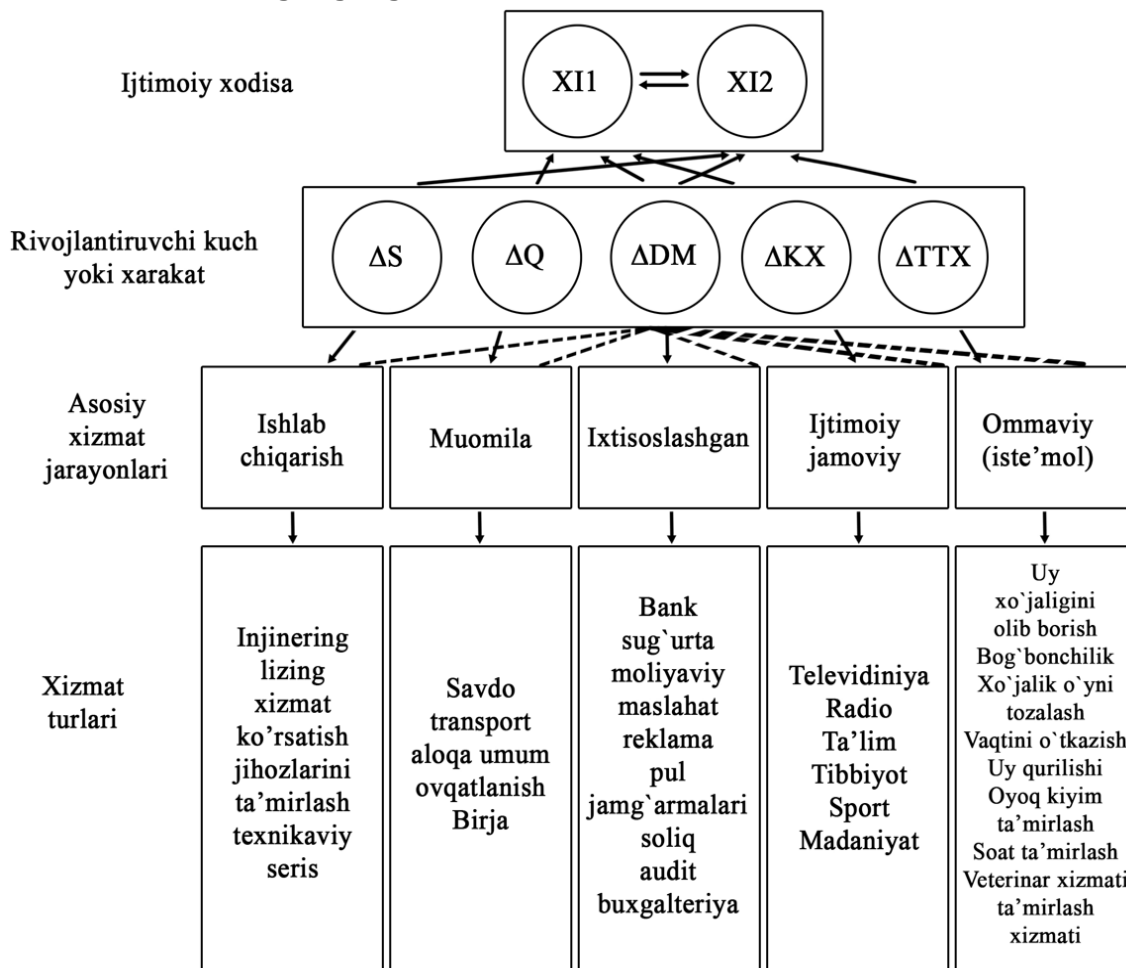 Ijtimoiy xodisa
XI1
XI2
Rivojlantiruvchi kuch
yoki xarakat
ΔS
ΔQ
ΔDM
ΔKX
ΔTTX
Asosiy
xizmat
jarayonlari
Ishlab
chiqarish
Muomila
Ixtisoslashgan
Ijtimoiy
jamoviy
Ommaviy
(iste’mol)
Xizmat
turlari
Injinering
lizing
xizmat
ko’rsatish
jihozlarini
ta’mirlash
texnikaviy
seris
Savdo
transport
aloqa umum
ovqatlanish
Birja
Bank
sug`urta
moliyaviy
maslahat
reklama
pul
jamg`armalari
soliq
audit
buxgalteriya
Televidiniya
Radio
Ta’lim
Tibbiyot
Sport
Madaniyat
Uy
xo`jaligini
olib borish
Bog`bonchilik
Xo`jalik o`yni
tozalash
Vaqtini o`tkazish
Uy qurilishi
Oyoq kiyim
ta’mirlash
Soat ta’mirlash
Veterinar xizmati
ta’mirlash
xizmati